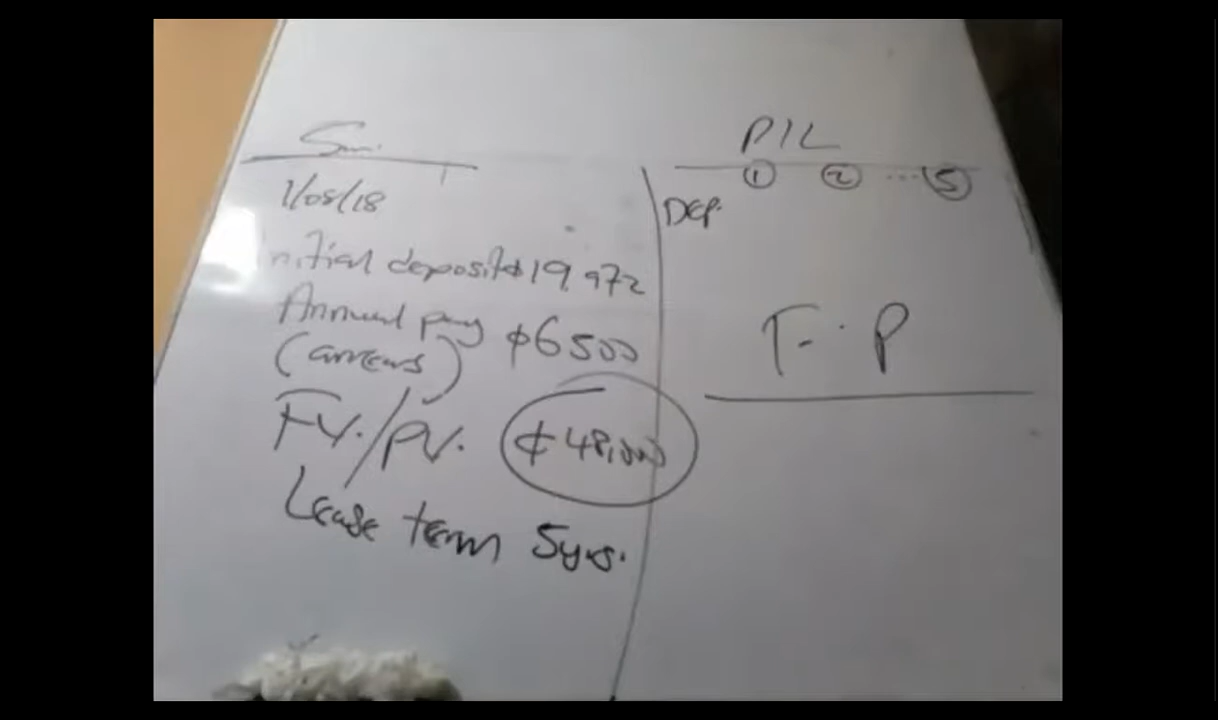 1/05/18
Initial deposit ¢19,972
Annual pay ¢6500
(arrears)
FV./PV. ¢48,000
Lease term 5yrs.
P/L
① ② ... ⑤
DEP.
F.P